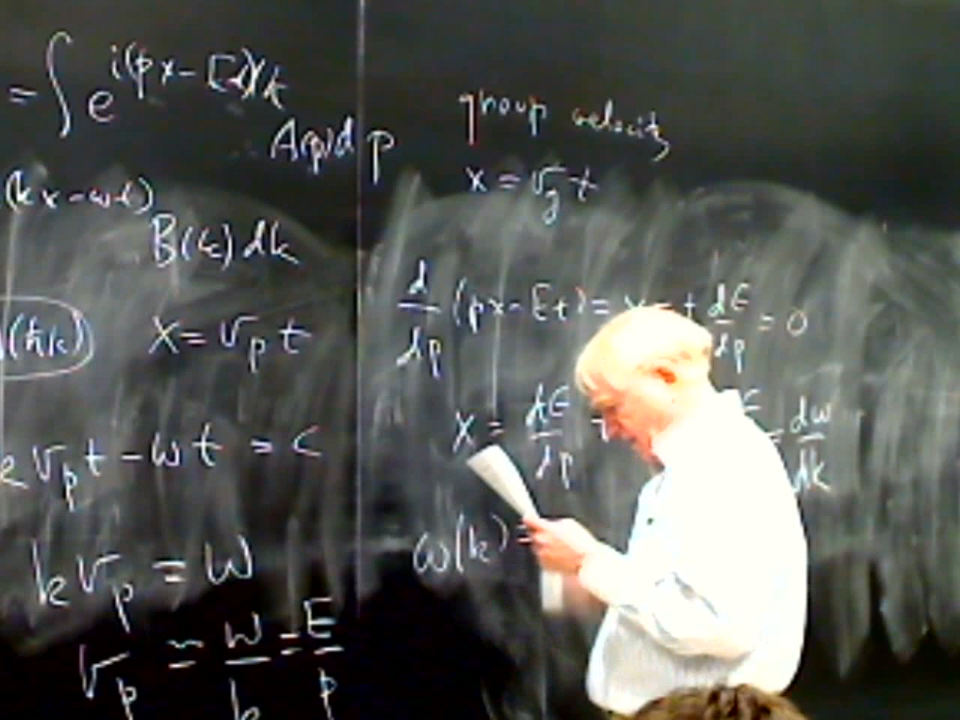 = ∫ e^{i(px-Et)/ħ}
A(p) dp
(kx-ωt)
B(k) dk
(ħk)) x = v_p t
k v_p t - ωt = c
k v_p = ω
v_p = ω/k = E/p
group velocity
x = v_g t
d/dp (px-Et) = x - t dE/dp = 0
x = dE/dp = dω/dk
ω(k) =